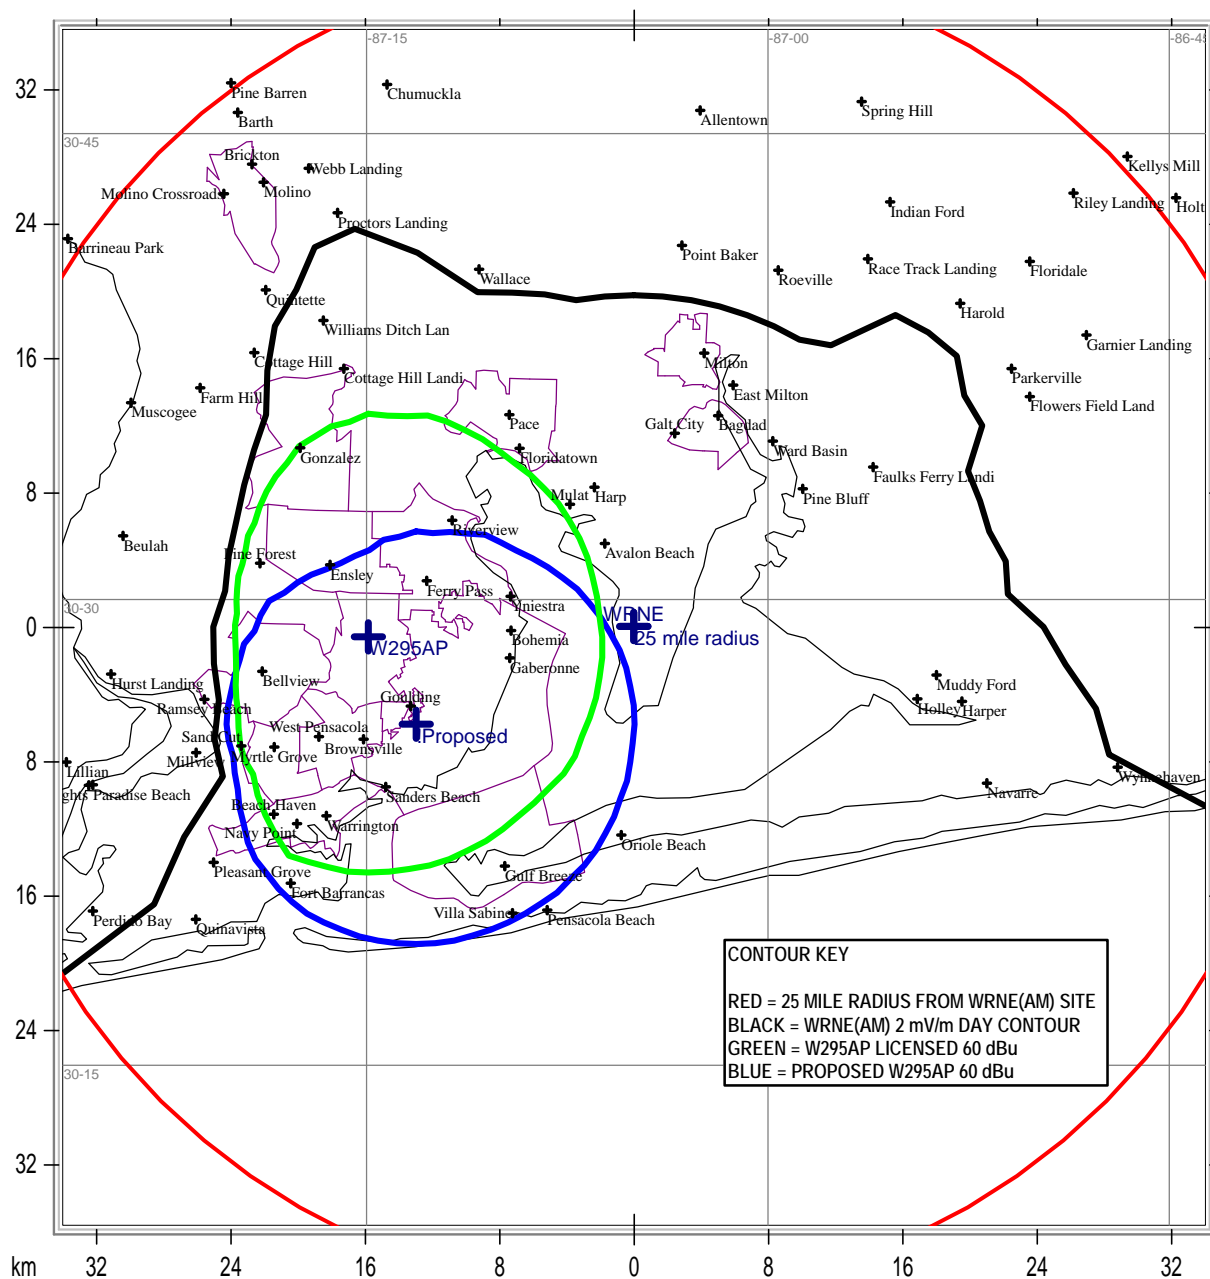 -87-15
-87-00
-86-45
32
Pine Barren
Chumuckla
Spring Hill
Barth
Allentown
30-45
Brickton
Webb Landing
Kellys Mill
Molino Crossroads
Molino
Riley Landing
Holt
24
Proctors Landing
Indian Ford
Barrineau Park
Point Baker
Wallace
Roeville
Race Track Landing
Floridale
Quintette
Harold
Williams Ditch Lan
Garnier Landing
16
Cottage Hill
Milton
Cottage Hill Landi
Parkerville
Farm Hill
East Milton
Muscogee
Flowers Field Land
Pace
Galt City
Bagdad
Gonzalez
Floridatown
Ward Basin
Faulks Ferry Landi
8
Mulat
Harp
Pine Bluff
Riverview
Beulah
Pine Forest
Avalon Beach
Ensley
Ferry Pass
30-30
Yniestra
WRNE
0
W295AP
Bohemia
25 mile radius
Gaberonne
Hurst Landing
Bellview
Muddy Ford
Ramsey Beach
Goulding
Holley
Harper
Sand Cut
West Pensacola
.Proposed
Millview
Myrtle Grove
Brownsville
8
Lillian
Wynnehaven
ghts
Paradise Beach
Sanders Beach
Navarre
Beach Haven
Navy Point
Warrington
Oriole Beach
Pleasant Grove
Gulf Breeze
Fort Barrancas
16
Perdido Bay
Quinavista
Villa Sabine
Pensacola Beach
CONTOUR KEY
RED = 25 MILE RADIUS FROM WRNE(AM) SITE
BLACK = WRNE(AM) 2 mV/m DAY CONTOUR
GREEN = W295AP LICENSED 60 dBu
BLUE = PROPOSED W295AP 60 dBu
24
30-15
32
km
32
24
16
8
0
8
16
24
32